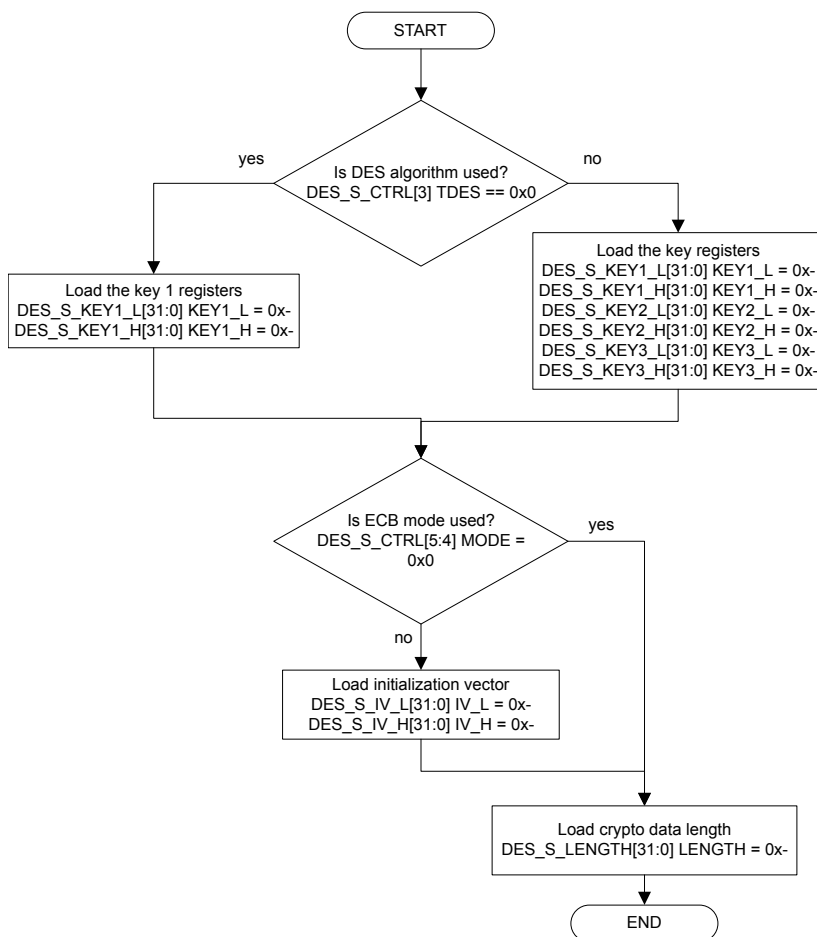 START
yes
Is DES algorithm used?
DES_S_CTRL[3] TDES == 0x0
no
Load the key 1 registers
DES_S_KEY1_L[31:0] KEY1_L = 0x-
DES_S_KEY1_H[31:0] KEY1_H = 0x-
Load the key registers
DES_S_KEY1_L[31:0] KEY1_L = 0x-
DES_S_KEY1_H[31:0] KEY1_H = 0x-
DES_S_KEY2_L[31:0] KEY2_L = 0x-
DES_S_KEY2_H[31:0] KEY2_H = 0x-
DES_S_KEY3_L[31:0] KEY3_L = 0x-
DES_S_KEY3_H[31:0] KEY3_H = 0x-
Is ECB mode used?
DES_S_CTRL[5:4] MODE =
0x0
yes
no
Load initialization vector
DES_S_IV_L[31:0] IV_L = 0x-
DES_S_IV_H[31:0] IV_H = 0x-
Load crypto data length
DES_S_LENGTH[31:0] LENGTH = 0x-
END